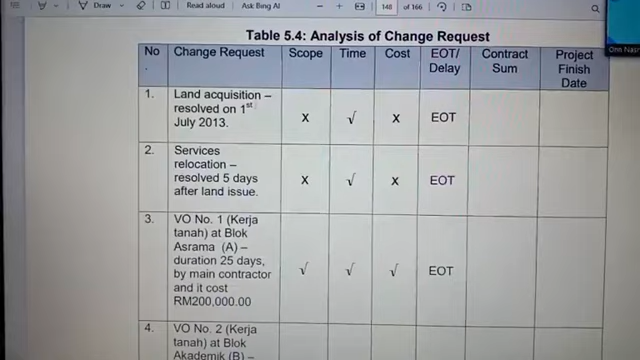 Draw
Read aloud
Ask Bing AI
148
of 166
Table 5.4: Analysis of Change Request
No
.
Change Request
Scope
Time
Cost
EOT/
Delay
Contract
Sum
Project
Finish
Date
1.
Land acquisition –
resolved on 1st
July 2013.
X
√
X
EOT
2.
Services
relocation –
resolved 5 days
after land issue.
X
√
X
EOT
3.
VO No. 1 (Kerja
tanah) at Blok
Asrama (A) –
duration 25 days,
by main contractor
and it cost
RM200,000.00
√
√
√
EOT
4.
VO No. 2 (Kerja
tanah) at Blok
Akademik (B) –